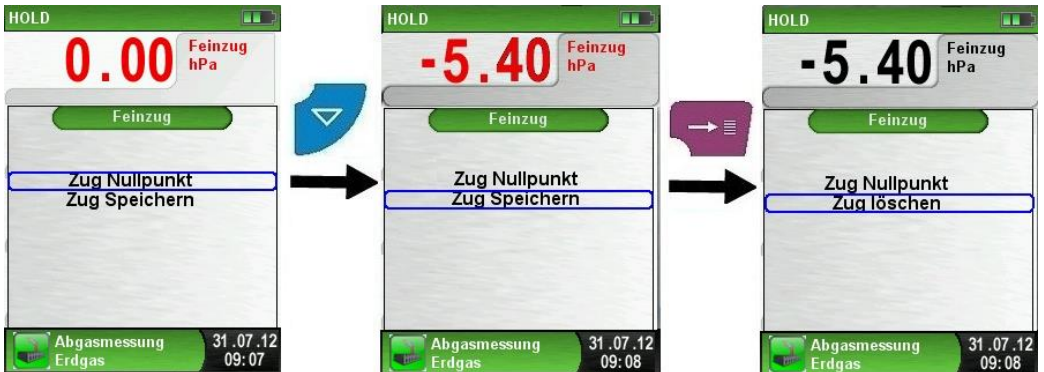 HOLD
0.00 Feinzug
hPa
Feinzug
Zug Nullpunkt
Zug Speichern
Abgasmessung 31.07.12
Erdgas 09:07
HOLD
-5.40 Feinzug
hPa
Feinzug
Zug Nullpunkt
Zug Speichern
Abgasmessung 31.07.12
Erdgas 09:08
HOLD
-5.40 Feinzug
hPa
Feinzug
Zug Nullpunkt
Zug löschen
Abgasmessung 31.07.12
Erdgas 09:08